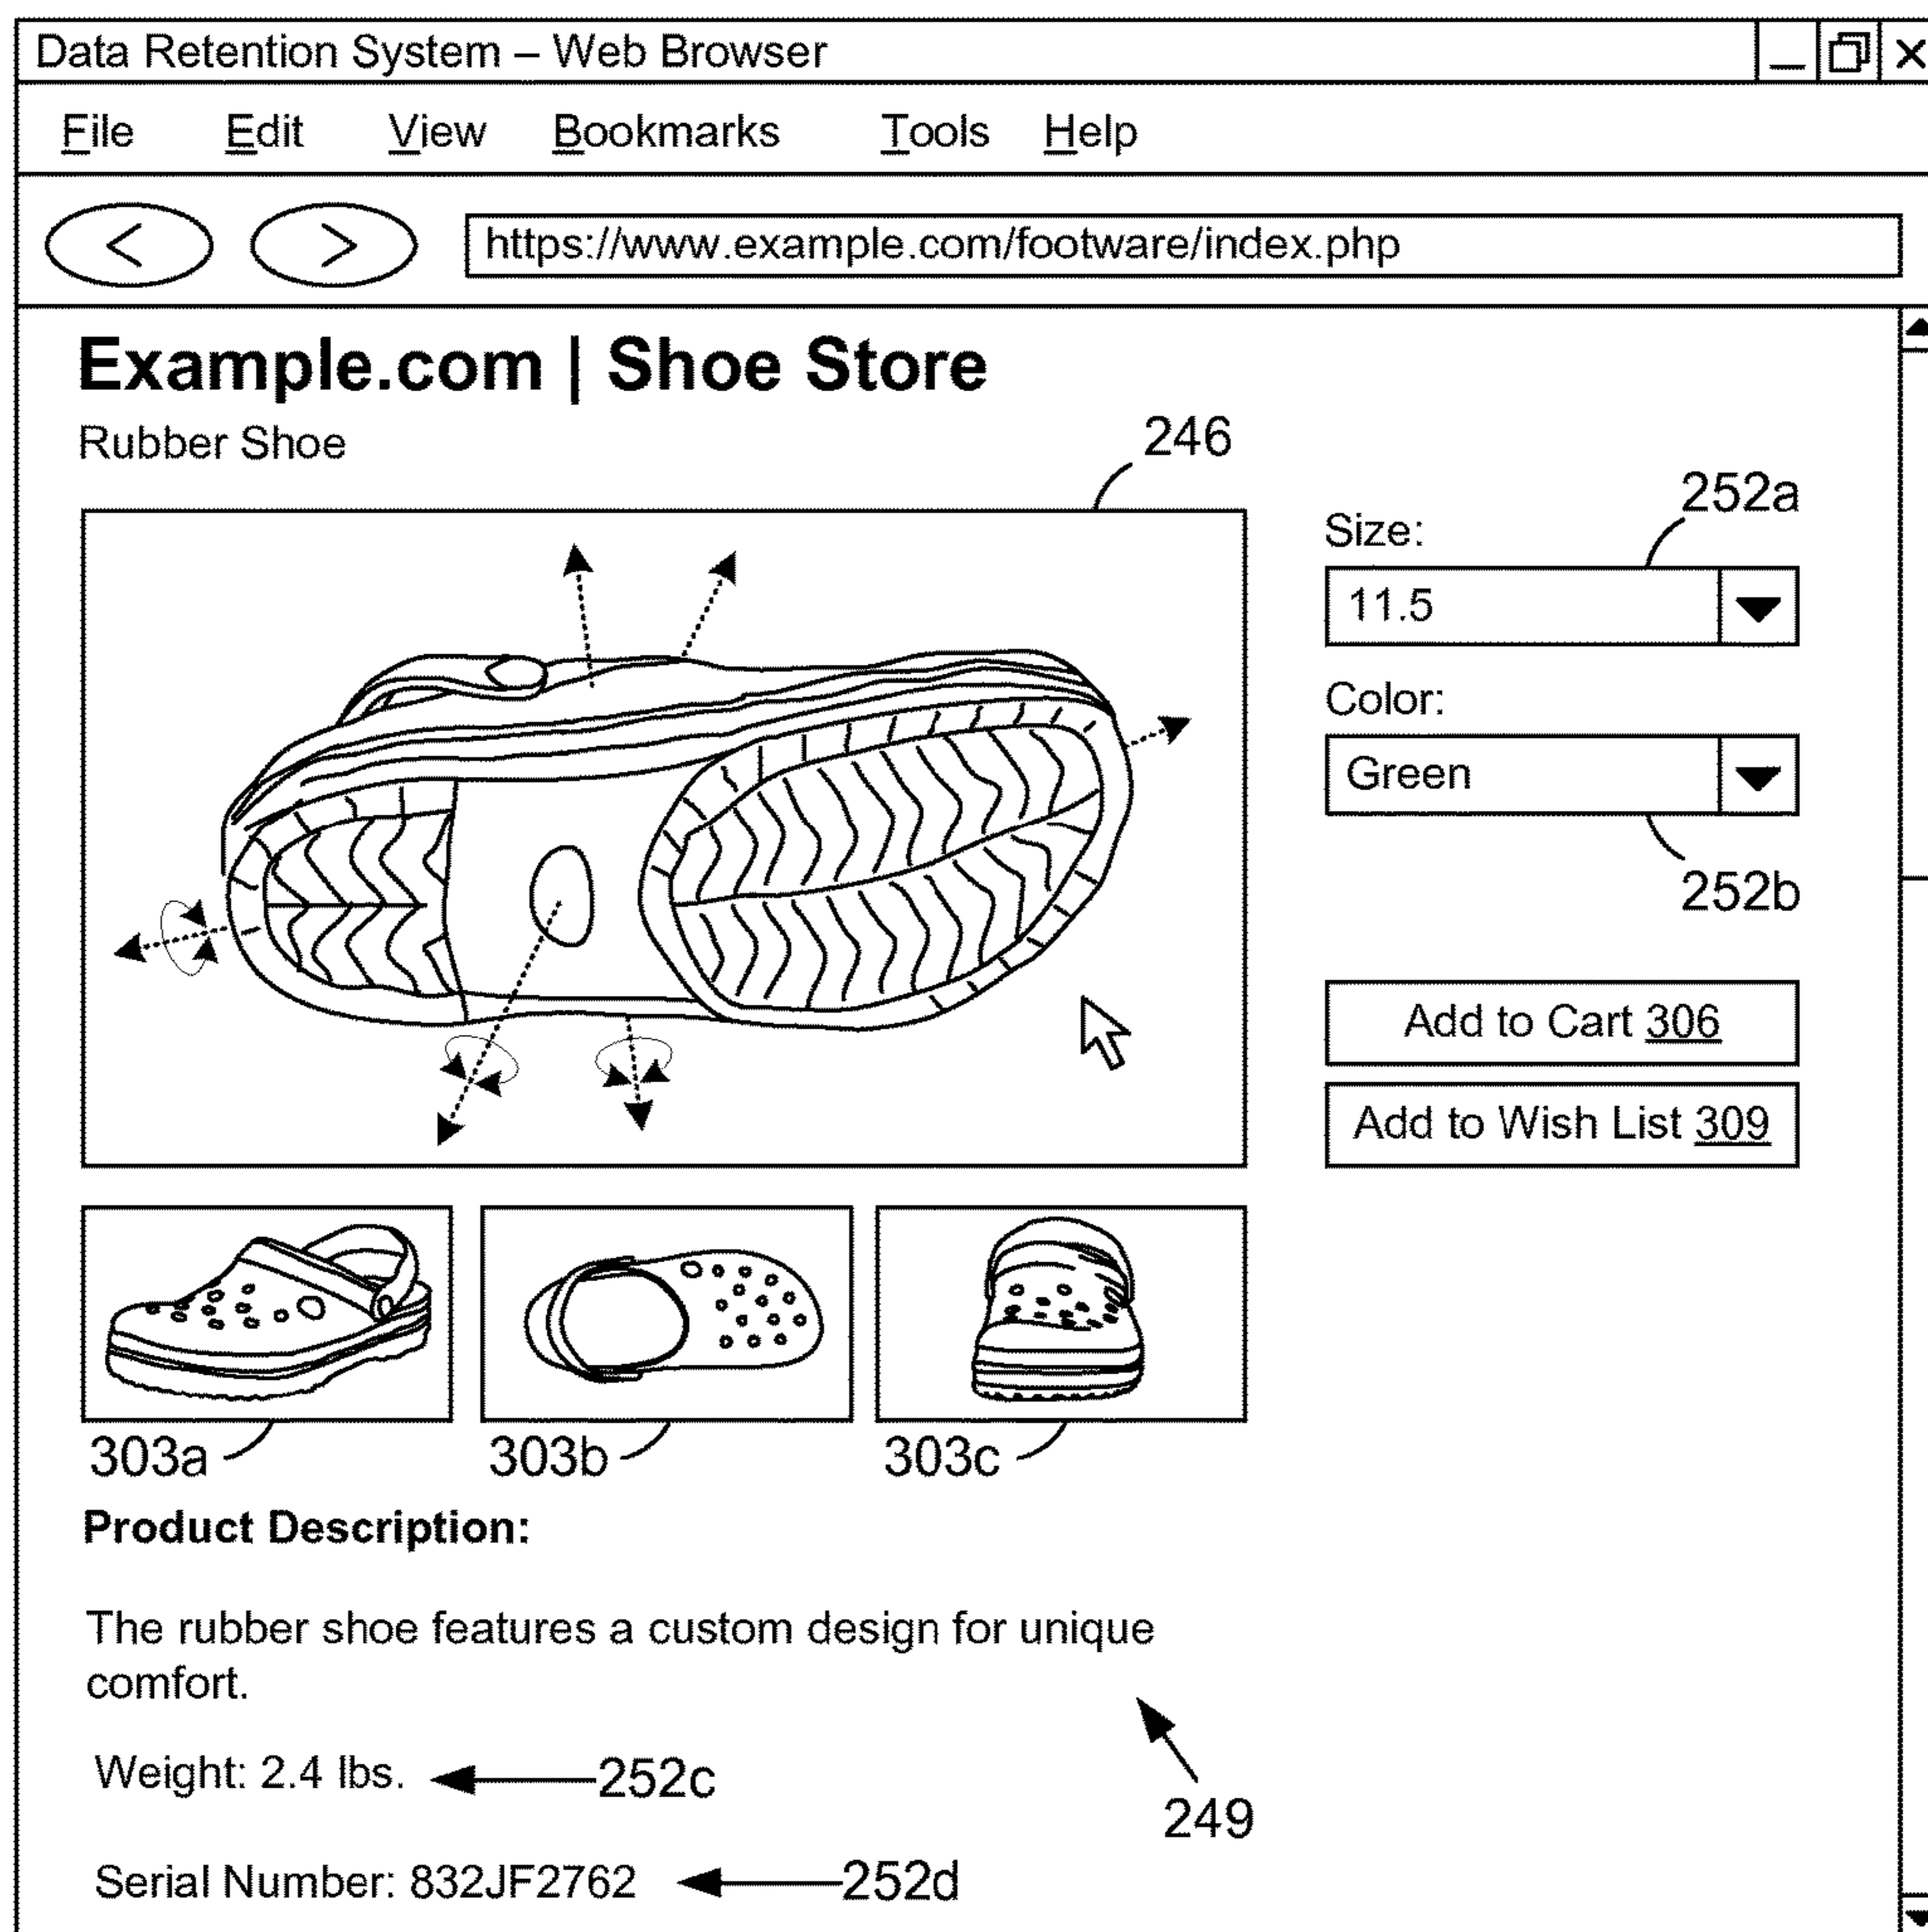 Data Retention System – Web Browser
File Edit View Bookmarks Tools Help
< > https://www.example.com/footware/index.php
Example.com | Shoe Store
Rubber Shoe
246
252a
Size:
11.5
Color:
Green
252b
Add to Cart 306
Add to Wish List 309
303a 303b 303c
Product Description:
The rubber shoe features a custom design for unique
comfort.
249
Weight: 2.4 lbs. 252c
Serial Number: 832JF2762 252d